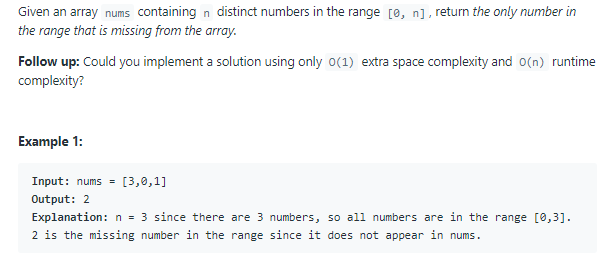 Given an array nums containing n distinct numbers in the range [0, n], return the only number in
the range that is missing from the array.
Follow up: Could you implement a solution using only O(1) extra space complexity and O(n) runtime
complexity?
Example 1:
Input: nums = [3,0,1]
Output: 2
Explanation: n = 3 since there are 3 numbers, so all numbers are in the range [0,3].
2 is the missing number in the range since it does not appear in nums.